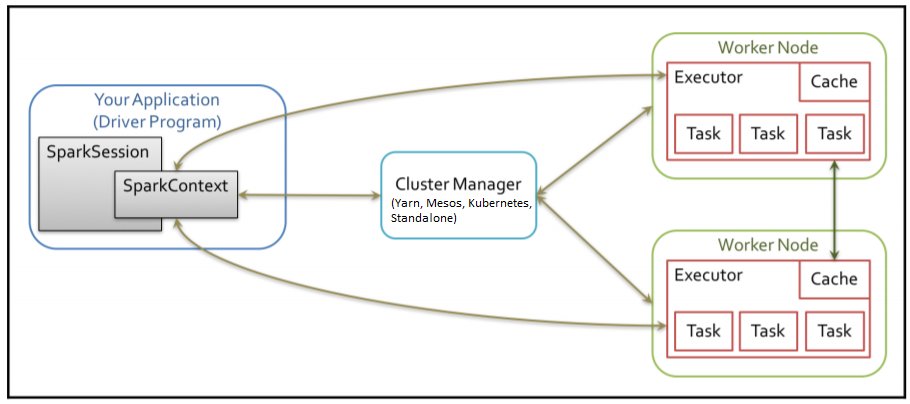 Your Application
(Driver Program)
SparkSession
SparkContext
Cluster Manager
(Yarn, Mesos, Kubernetes,
Standalone)
Worker Node
Executor
Cache
Task
Task
Task
Worker Node
Executor
Cache
Task
Task
Task